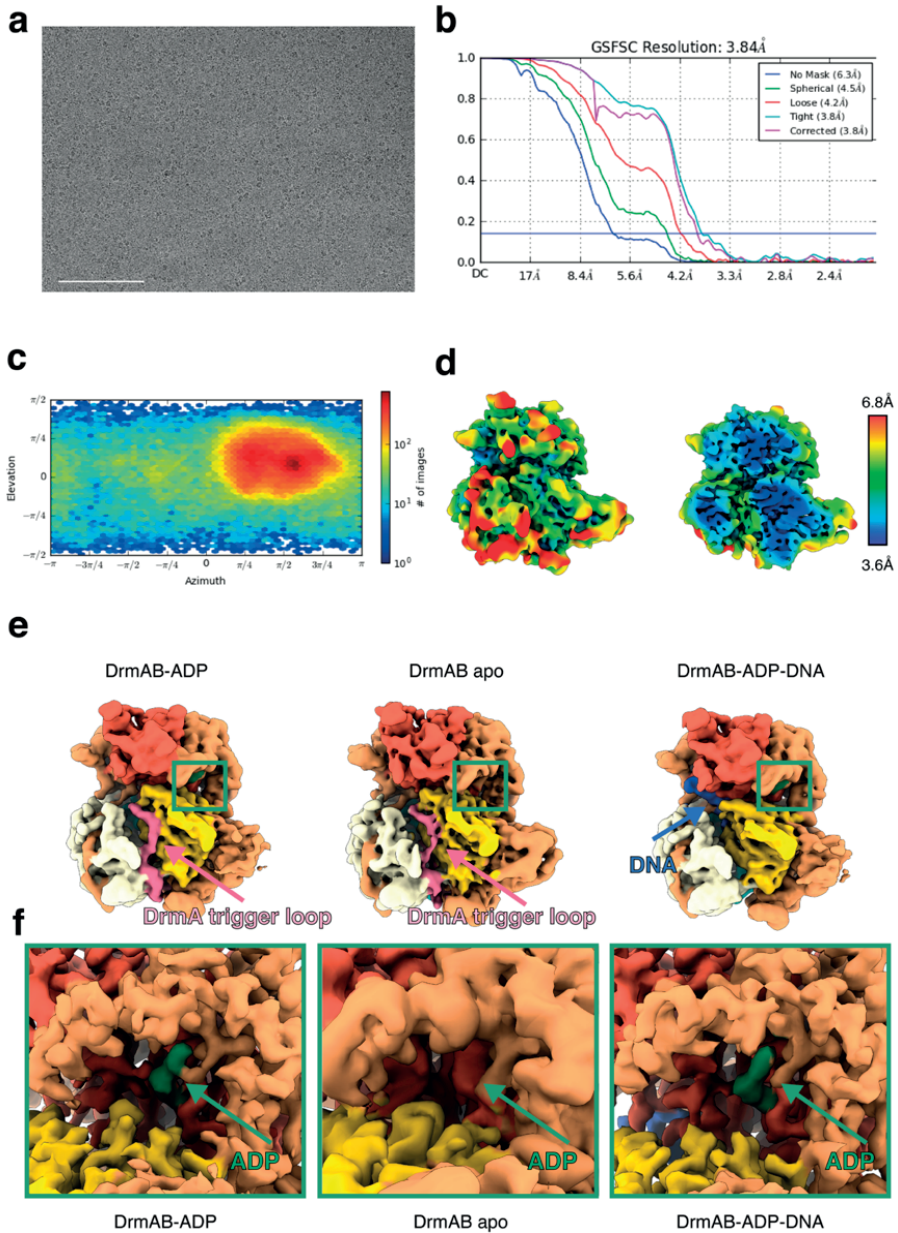 a
b
GSFSC Resolution: 3.84Å
1.0
0.8
0.6
0.4
0.2
0.0
DC
17Å
8.4Å
5.6Å
4.2Å
3.3Å
2.8Å
2.4Å
No Mask (6.3Å)
Spherical (4.5Å)
Loose (4.2Å)
Tight (3.8Å)
Corrected (3.8Å)
c
Elevation
π/2
π/4
0
−π/4
−π/2
−π
−3π/4
−π/2
−π/4
0
π/4
π/2
3π/4
π
Azimuth
10²
10¹
10⁰
# of images
d
6.8Å
3.6Å
e
DrmAB-ADP
DrmAB apo
DrmAB-ADP-DNA
DNA
DrmA trigger loop
DrmA trigger loop
f
ADP
ADP
ADP
DrmAB-ADP
DrmAB apo
DrmAB-ADP-DNA